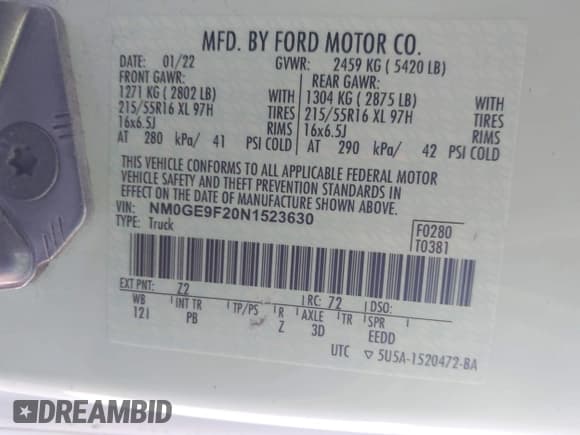 MFD. BY FORD MOTOR CO.
DATE: 01/22 GVWR: 2459 KG ( 5420 LB)
FRONT GAWR: REAR GAWR:
1271 KG ( 2802 LB) WITH 1304 KG ( 2875 LB) WITH
215/55R16 XL 97H TIRES 215/55R16 XL 97H TIRES
16x6.5J RIMS 16x6.5J RIMS
AT 280 kPa/ 41 PSI COLD AT 290 kPa/ 42 PSI COLD
THIS VEHICLE CONFORMS TO ALL APPLICABLE FEDERAL MOTOR
VEHICLE SAFETY AND THEFT PREVENTION STANDARDS IN
EFFECT ON THE DATE OF MANUFACTURE SHOWN ABOVE.
VIN: NM0GE9F20N1523630
TYPE: Truck
F0280
T0381
EXT PNT: Z2 RC: 72 DSO:
WB INT TR TP/PS R AXLE TR SPR
121 PB Z 3D EEDD
UTC ▽ 5U5A-1520472-BA
DREAMBID